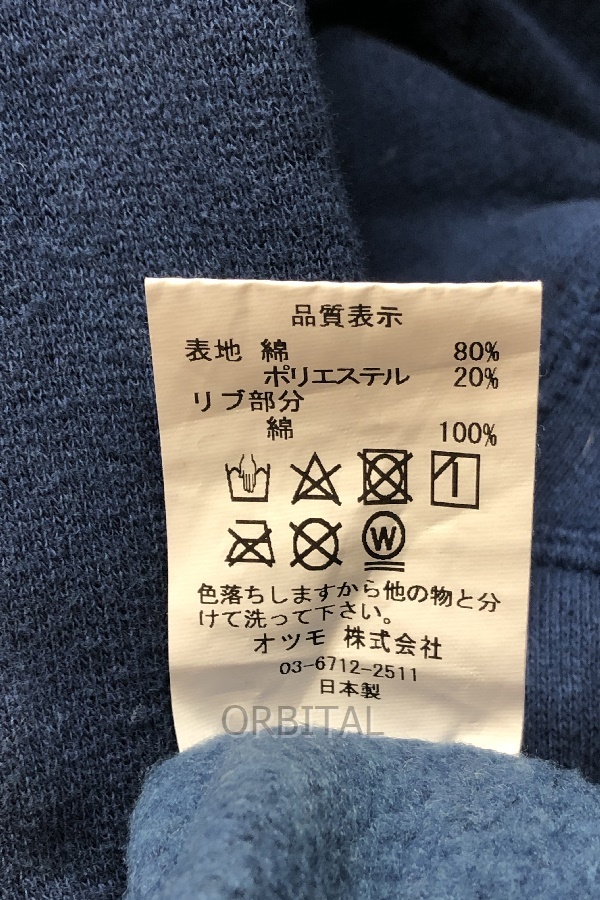 品質表示
表地 綿 80%
ポリエステル 20%
リブ部分
綿 100%
W
色落ちしますから他の物と分
けて洗って下さい。
オツモ 株式会社
03-6712-2511
日本製
ORBITAL